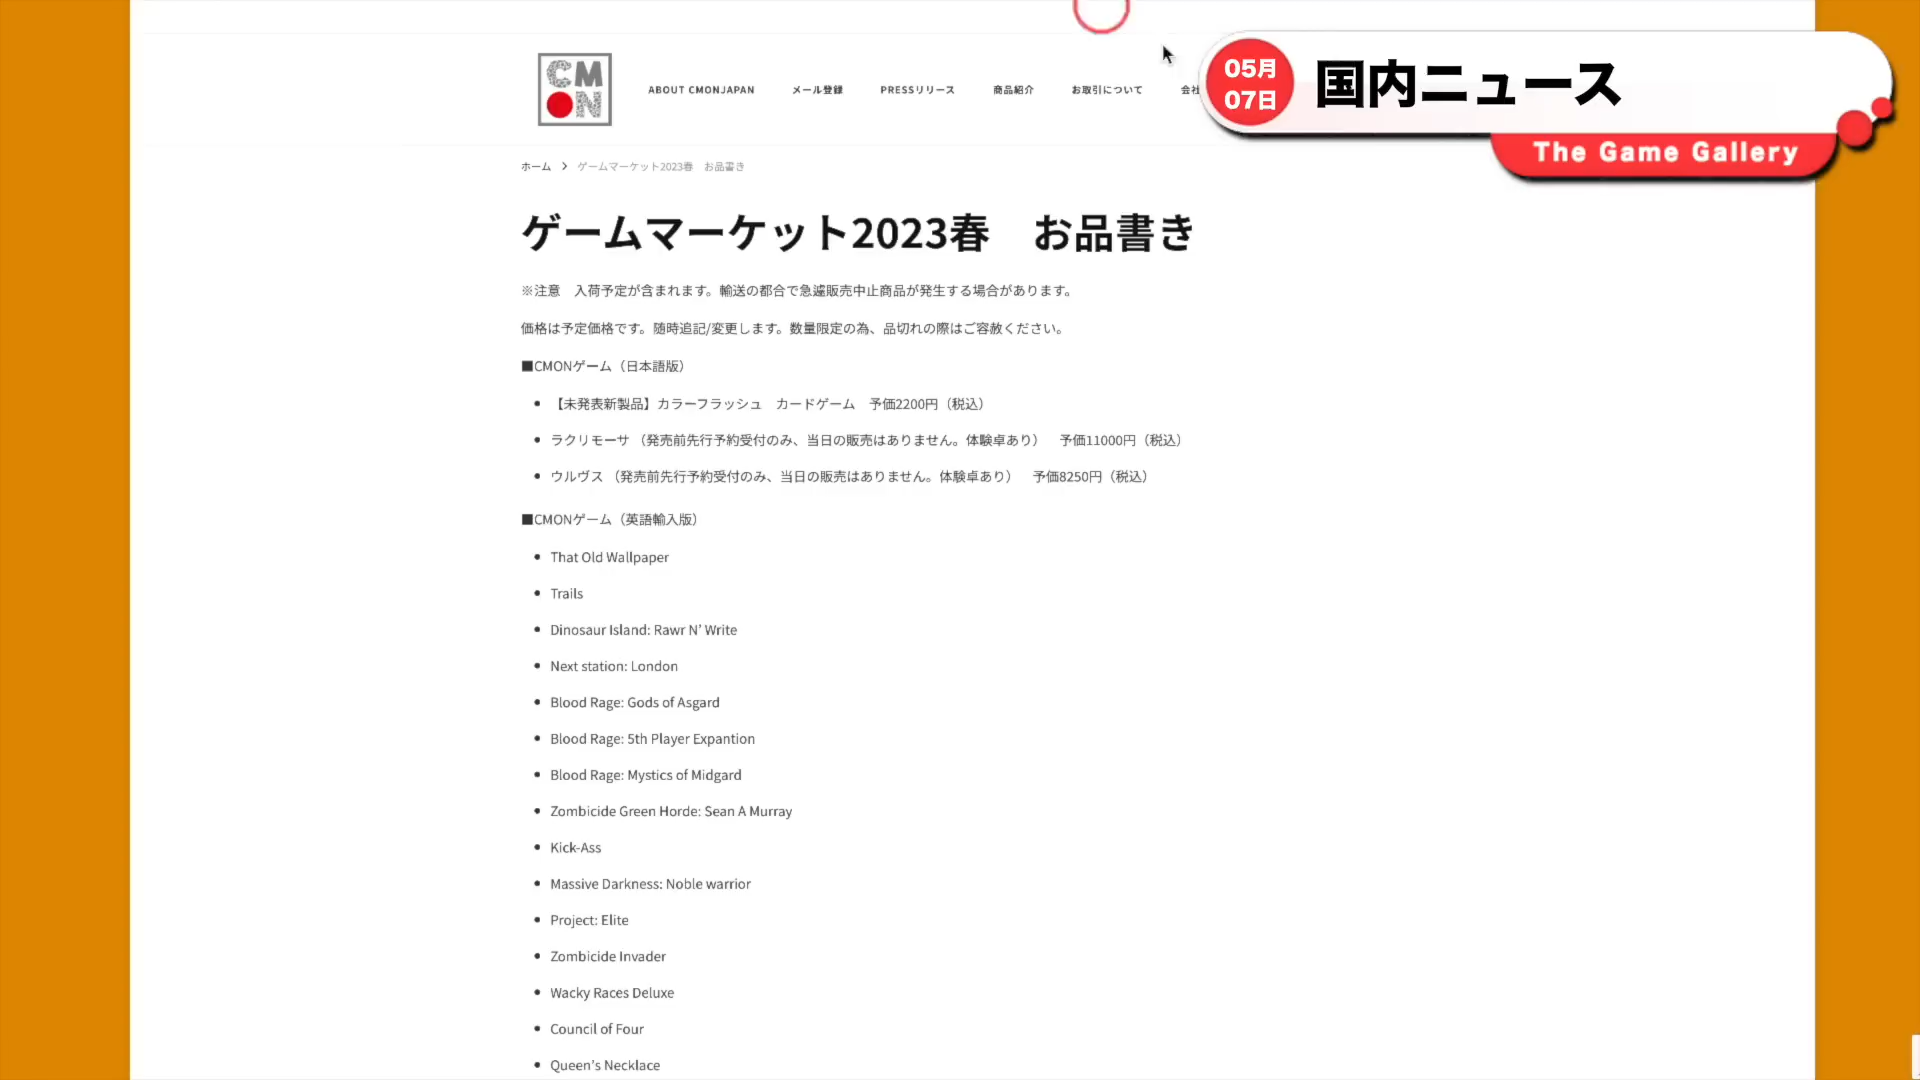 CMON
ABOUT CMONJAPAN メール登録 PRESSリリース 商品紹介 お取引について 会社
05月
07日
国内ニュース
The Game Gallery
ホーム > ゲームマーケット2023春　お品書き
ゲームマーケット2023春　お品書き
※注意　入荷予定が含まれます。輸送の都合で急遽販売中止商品が発生する場合があります。
価格は予定価格です。随時追記/変更します。数量限定の為、品切れの際はご容赦ください。
■CMONゲーム（日本語版）
• 【未発表新製品】カラーフラッシュ　カードゲーム　予価2200円（税込）
• ラクリモーサ （発売前先行予約受付のみ、当日の販売はありません。体験卓あり）　予価11000円（税込）
• ウルヴス （発売前先行予約受付のみ、当日の販売はありません。体験卓あり）　予価8250円（税込）
■CMONゲーム（英語輸入版）
• That Old Wallpaper
• Trails
• Dinosaur Island: Rawr N’ Write
• Next station: London
• Blood Rage: Gods of Asgard
• Blood Rage: 5th Player Expantion
• Blood Rage: Mystics of Midgard
• Zombicide Green Horde: Sean A Murray
• Kick-Ass
• Massive Darkness: Noble warrior
• Project: Elite
• Zombicide Invader
• Wacky Races Deluxe
• Council of Four
• Queen’s Necklace